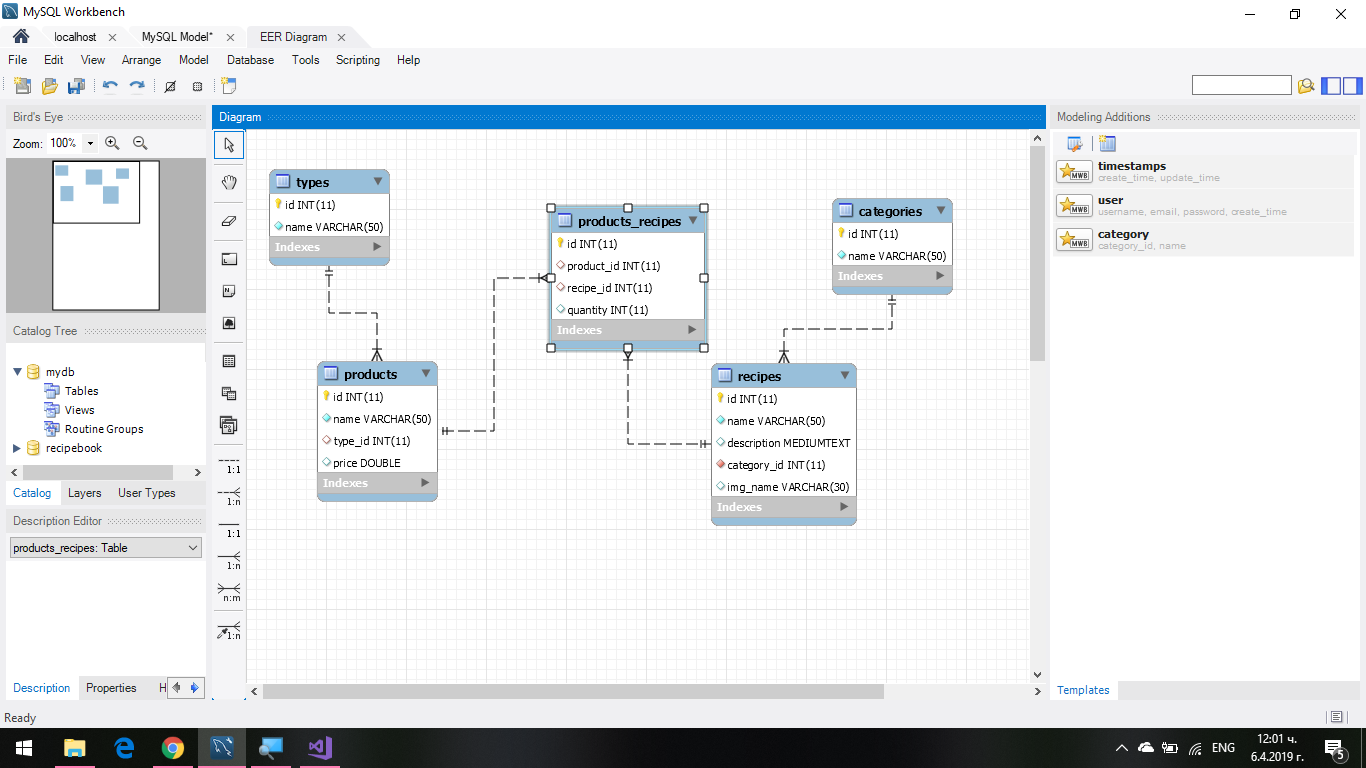 MySQL Workbench
localhost
MySQL Model*
EER Diagram
File Edit View Arrange Model Database Tools Scripting Help
Bird's Eye
Zoom: 100%
Catalog Tree
mydb
Tables
Views
Routine Groups
recipebook
Catalog Layers User Types
Description Editor
products_recipes: Table
Description Properties H
Ready
Diagram
1:1
1:n
1:1
1:n
n:m
1:n
types
id INT(11)
name VARCHAR(50)
Indexes
products_recipes
id INT(11)
product_id INT(11)
recipe_id INT(11)
quantity INT(11)
Indexes
categories
id INT(11)
name VARCHAR(50)
Indexes
products
id INT(11)
name VARCHAR(50)
type_id INT(11)
price DOUBLE
Indexes
recipes
id INT(11)
name VARCHAR(50)
description MEDIUMTEXT
category_id INT(11)
img_name VARCHAR(30)
Indexes
Modeling Additions
MWB
timestamps
create_time, update_time
MWB
user
username, email, password, create_time
MWB
category
category_id, name
Templates
ENG
12:01 ч.
6.4.2019 г.
5